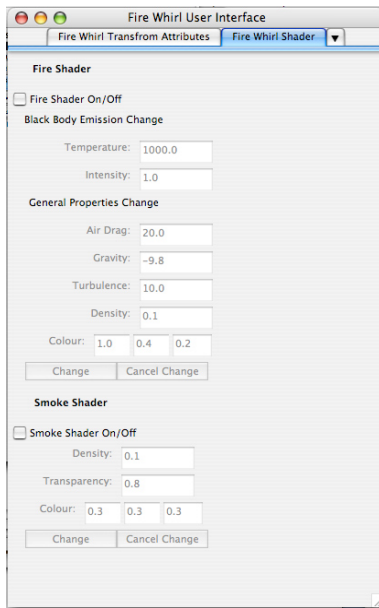 Fire Whirl User Interface
Fire Whirl Transfrom Attributes Fire Whirl Shader
Fire Shader
Fire Shader On/Off
Black Body Emission Change
Temperature: 1000.0
Intensity: 1.0
General Properties Change
Air Drag: 20.0
Gravity: -9.8
Turbulence: 10.0
Density: 0.1
Colour: 1.0 0.4 0.2
Change Cancel Change
Smoke Shader
Smoke Shader On/Off
Density: 0.1
Transparency: 0.8
Colour: 0.3 0.3 0.3
Change Cancel Change